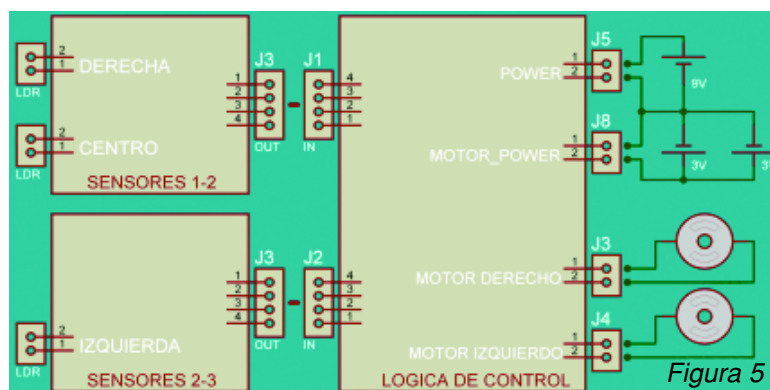 2
1
LDR
DERECHA
2
1
LDR
CENTRO
SENSORES 1-2
J3
1
2
3
4
OUT
J1
4
3
2
1
IN
2
1
LDR
IZQUIERDA
SENSORES 2-3
J3
1
2
3
4
OUT
J2
4
3
2
1
IN
POWER
1
2
J5
9V
MOTOR_POWER
1
2
J8
3V
MOTOR DERECHO
1
2
J3
MOTOR IZQUIERDO
1
2
J4
LOGICA DE CONTROL
Figura 5